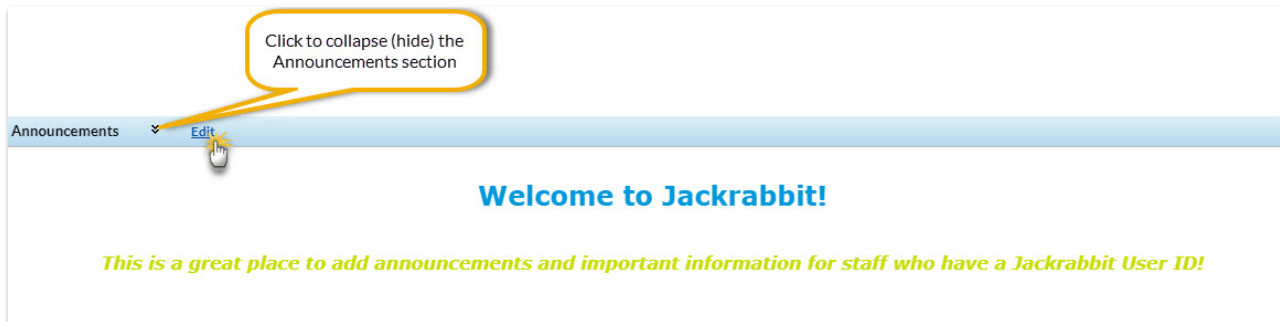 Click to collapse (hide) the
Announcements section
Announcements
Edit
Welcome to Jackrabbit!
This is a great place to add announcements and important information for staff who have a Jackrabbit User ID!